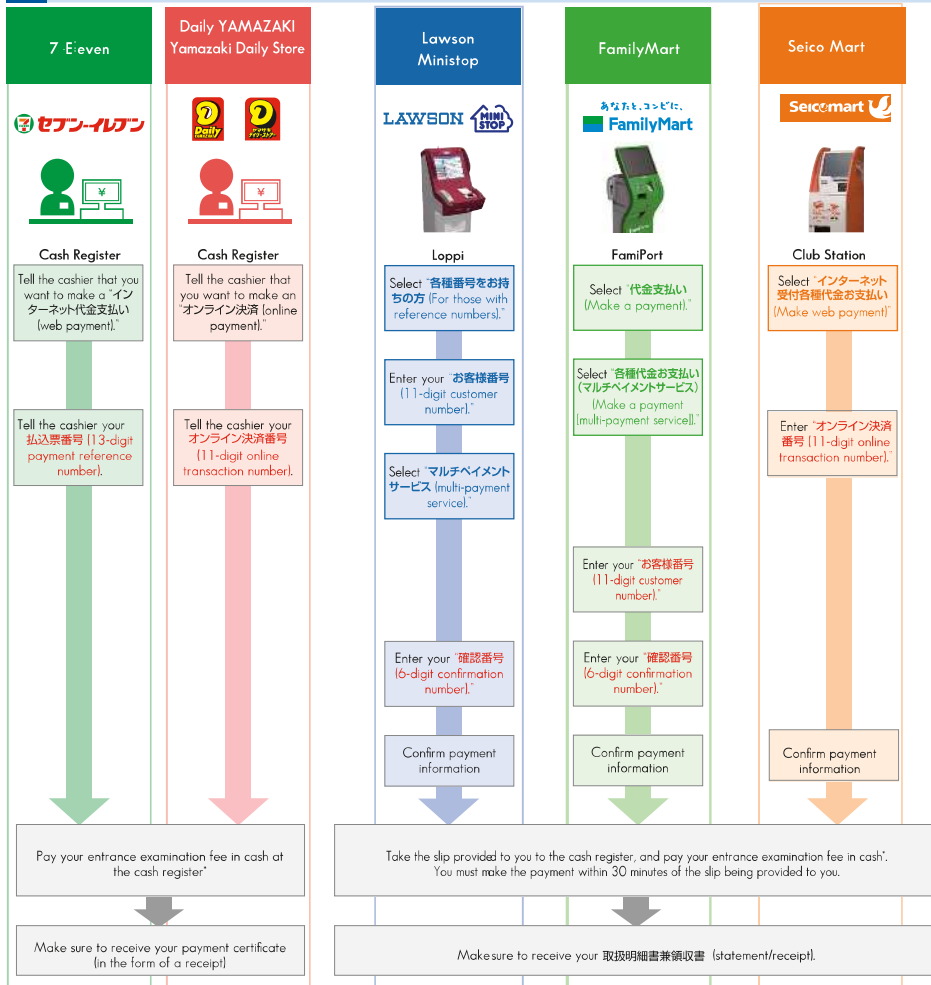 7-Eleven
セブン-イレブン
¥
Cash Register
Tell the cashier that you
want to make a "イン
ターネット代金支払い
(web payment)."
Tell the cashier your
払込票番号 (13-digit
payment reference
number).
Daily YAMAZAKI
Yamazaki Daily Store
Daily
YAMAZAKI
ヤマザキ
デイリーストアー
¥
Cash Register
Tell the cashier that
you want to make an
"オンライン決済 (online
payment)."
Tell the cashier your
オンライン決済番号
(11-digit online
transaction number).
Pay your entrance examination fee in cash at
the cash register*
Make sure to receive your payment certificate
(in the form of a receipt)
Lawson
Ministop
LAWSON
MINI
STOP
Loppi
Select "各種番号をお持
ちの方 (For those with
reference numbers)."
Enter your "お客様番号
(11-digit customer
number)."
Select "マルチペイメント
サービス (multi-payment
service)."
Enter your "確認番号
(6-digit confirmation
number)."
Confirm payment
information
FamilyMart
あなたと、コンビに、
FamilyMart
FamiPort
Select "代金支払い
(Make a payment)."
Select "各種代金お支払い
(マルチペイメントサービス)
(Make a payment
[multi-payment service])."
Enter your "お客様番号
(11-digit customer
number)."
Enter your "確認番号
(6-digit confirmation
number)."
Confirm payment
information
Seico Mart
Seicomart
Club Station
Select "インターネット
受付各種代金お支払い
(Make web payment)"
Enter "オンライン決済
番号 (11-digit online
transaction number)."
Confirm payment
information
Take the slip provided to you to the cash register, and pay your entrance examination fee in cash*.
You must make the payment within 30 minutes of the slip being provided to you.
Make sure to receive your 取扱明細書兼領収書 (statement/receipt).